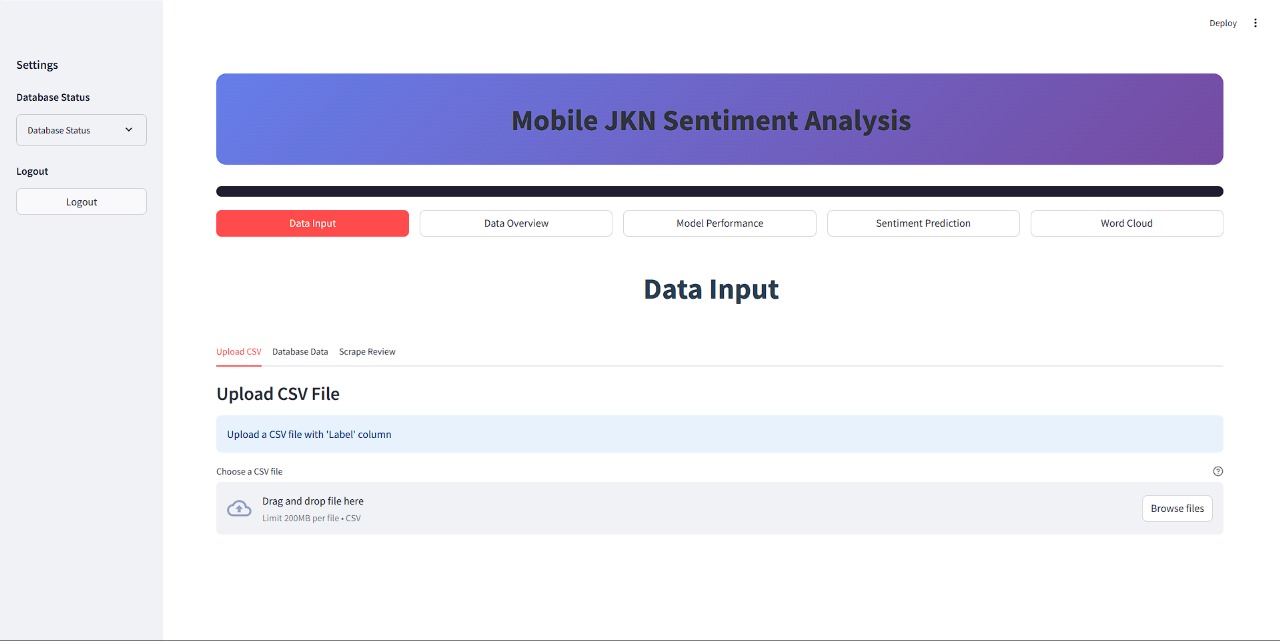 Deploy
Settings
Database Status
Database Status
Logout
Logout
Mobile JKN Sentiment Analysis
Data Input
Data Overview
Model Performance
Sentiment Prediction
Word Cloud
Data Input
Upload CSV
Database Data
Scrape Review
Upload CSV File
Upload a CSV file with 'Label' column
Choose a CSV file
Drag and drop file here
Limit 200MB per file • CSV
Browse files